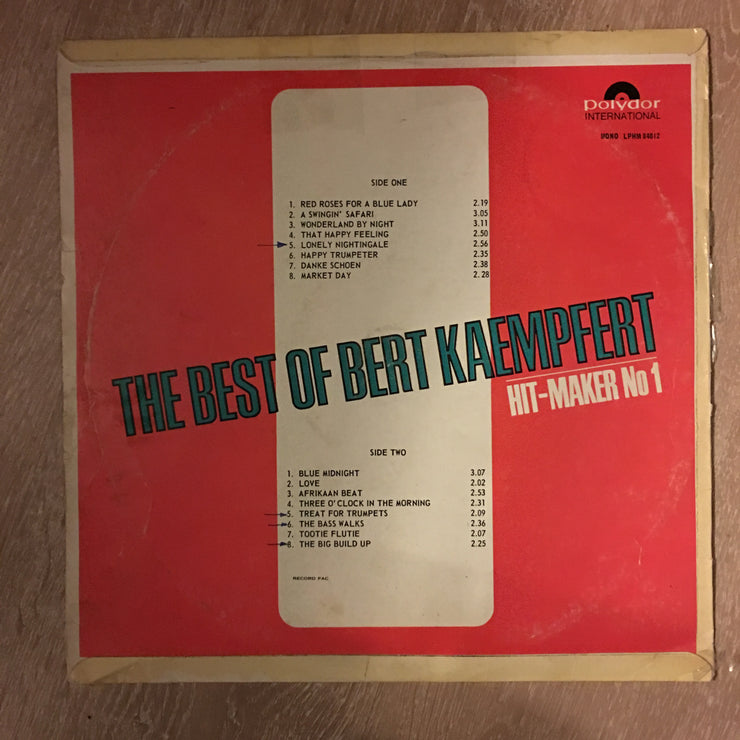 polydor
INTERNATIONAL
MONO LPHM 84012
SIDE ONE
1. RED ROSES FOR A BLUE LADY 2.19
2. A SWINGIN' SAFARI 3.05
3. WONDERLAND BY NIGHT 3.11
4. THAT HAPPY FEELING 2.50
5. LONELY NIGHTINGALE 2.56
6. HAPPY TRUMPETER 2.35
7. DANKE SCHOEN 2.38
8. MARKET DAY 2.28
THE BEST OF BERT KAEMPFERT
HIT-MAKER No 1
SIDE TWO
1. BLUE MIDNIGHT 3.07
2. LOVE 2.02
3. AFRIKAAN BEAT 2.53
4. THREE O'CLOCK IN THE MORNING 2.31
5. TREAT FOR TRUMPETS 2.09
6. THE BASS WALKS 2.36
7. TOOTIE FLUTIE 2.07
8. THE BIG BUILD UP 2.25
RECORD PAC